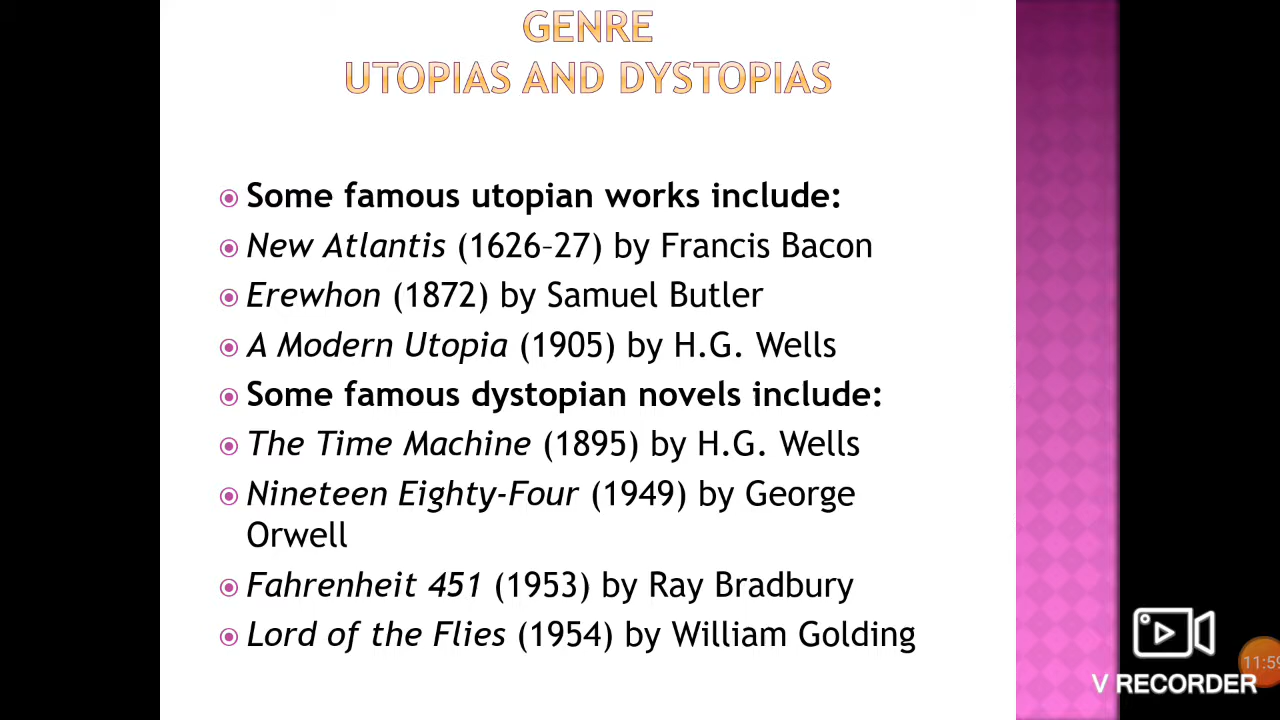 GENRE
UTOPIAS AND DYSTOPIAS
Some famous utopian works include:
New Atlantis (1626–27) by Francis Bacon
Erewhon (1872) by Samuel Butler
A Modern Utopia (1905) by H.G. Wells
Some famous dystopian novels include:
The Time Machine (1895) by H.G. Wells
Nineteen Eighty-Four (1949) by George
Orwell
Fahrenheit 451 (1953) by Ray Bradbury
Lord of the Flies (1954) by William Golding
11:59
V RECORDER